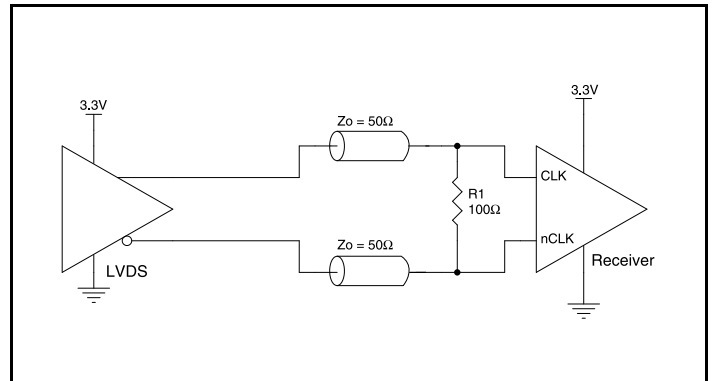 3.3V
3.3V
Zo = 50Ω
CLK
R1
100Ω
nCLK
Zo = 50Ω
Receiver
LVDS